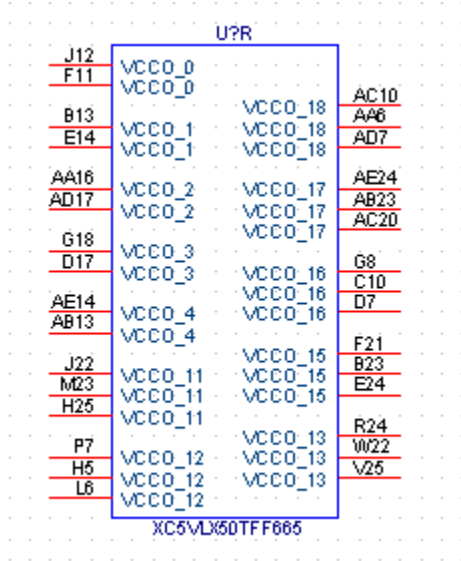 U?R
J12 VCCO_0
F11 VCCO_0
B13 VCCO_1
E14 VCCO_1
AA16 VCCO_2
AD17 VCCO_2
G18 VCCO_3
D17 VCCO_3
AE14 VCCO_4
AB13 VCCO_4
J22 VCCO_11
M23 VCCO_11
H25 VCCO_11
P7 VCCO_12
H5 VCCO_12
L6 VCCO_12
VCCO_18 AC10
VCCO_18 AA6
VCCO_18 AD7
VCCO_17 AE24
VCCO_17 AB23
VCCO_17 AC20
VCCO_16 G8
VCCO_16 C10
VCCO_16 D7
VCCO_15 F21
VCCO_15 B23
VCCO_15 E24
VCCO_13 R24
VCCO_13 W22
VCCO_13 V25
XC5VLX50TFF665